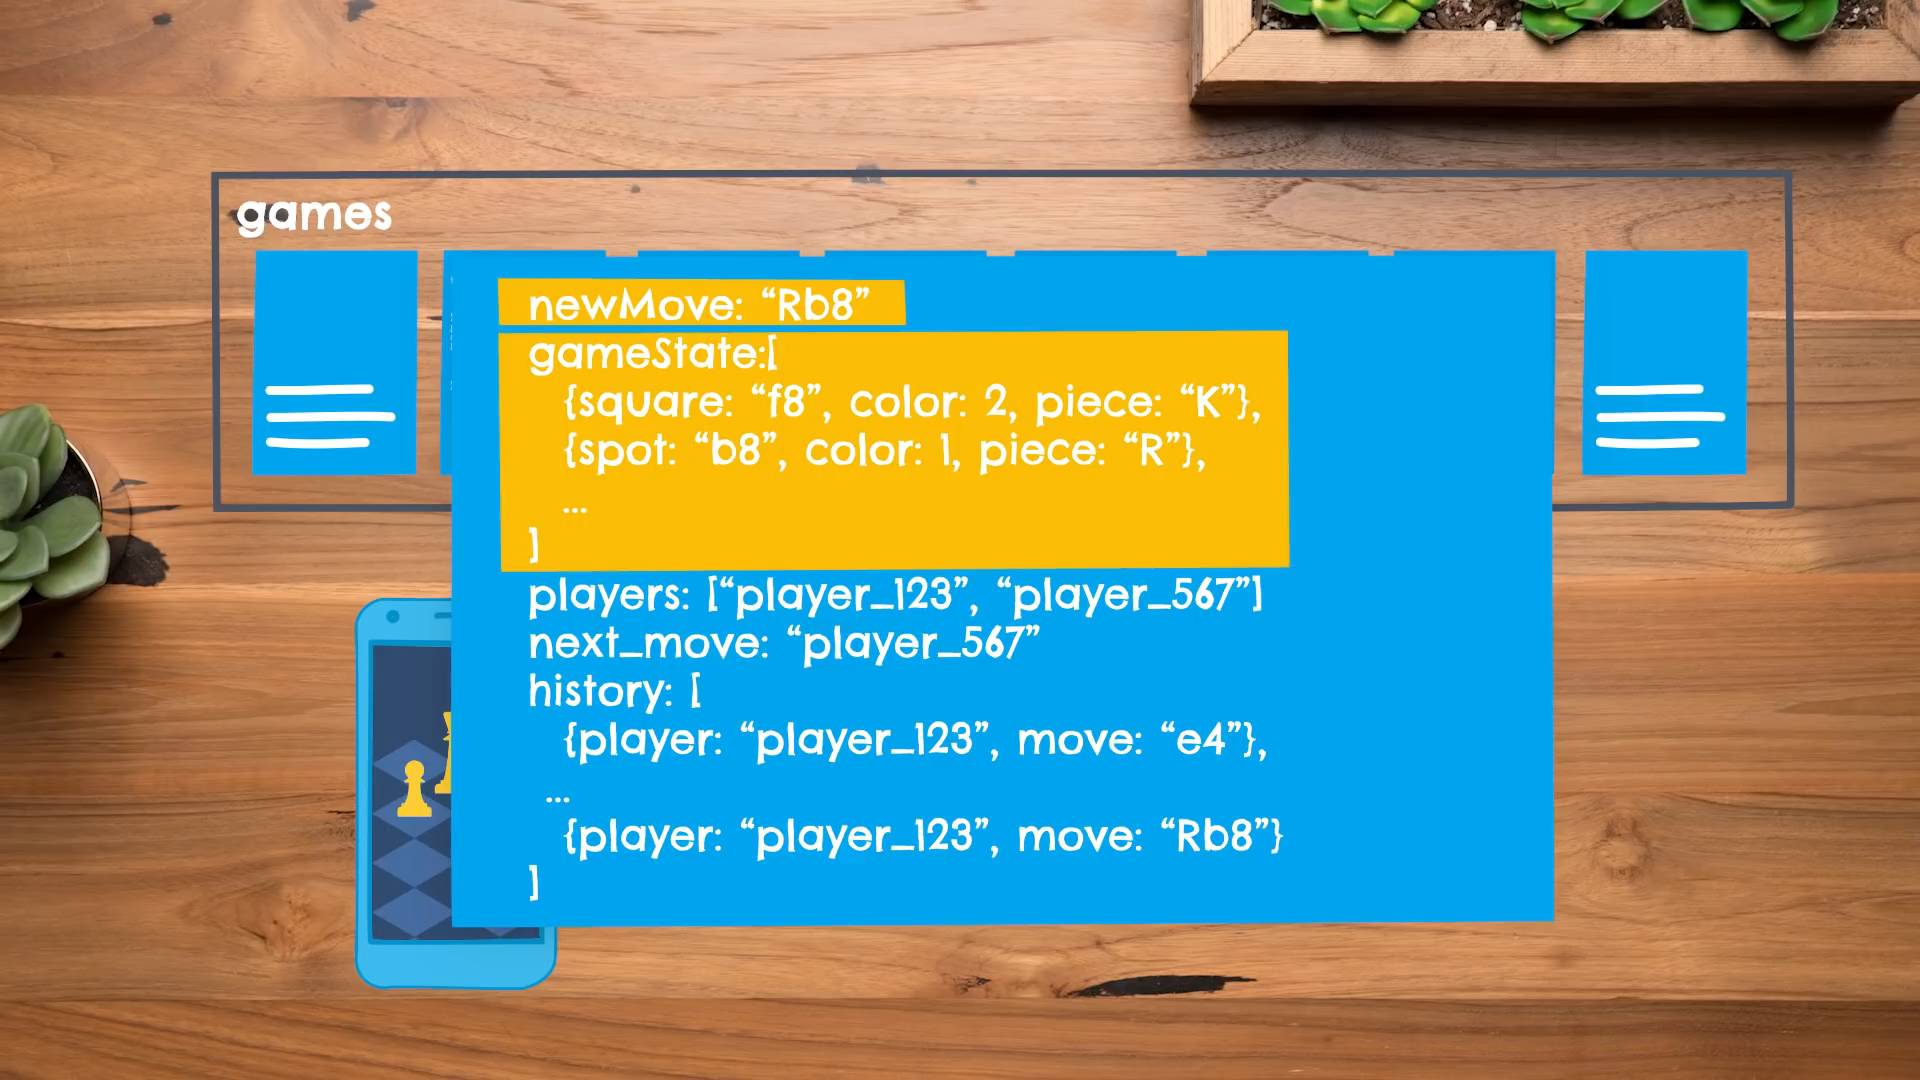 games
newMove: “Rb8”
gameState:[
{square: “f8”, color: 2, piece: “K”},
{spot: “b8”, color: 1, piece: “R”},
...
]
players: [“player_123”, “player_567”]
next_move: “player_567”
history: [
{player: “player_123”, move: “e4”},
...
{player: “player_123”, move: “Rb8”}
]